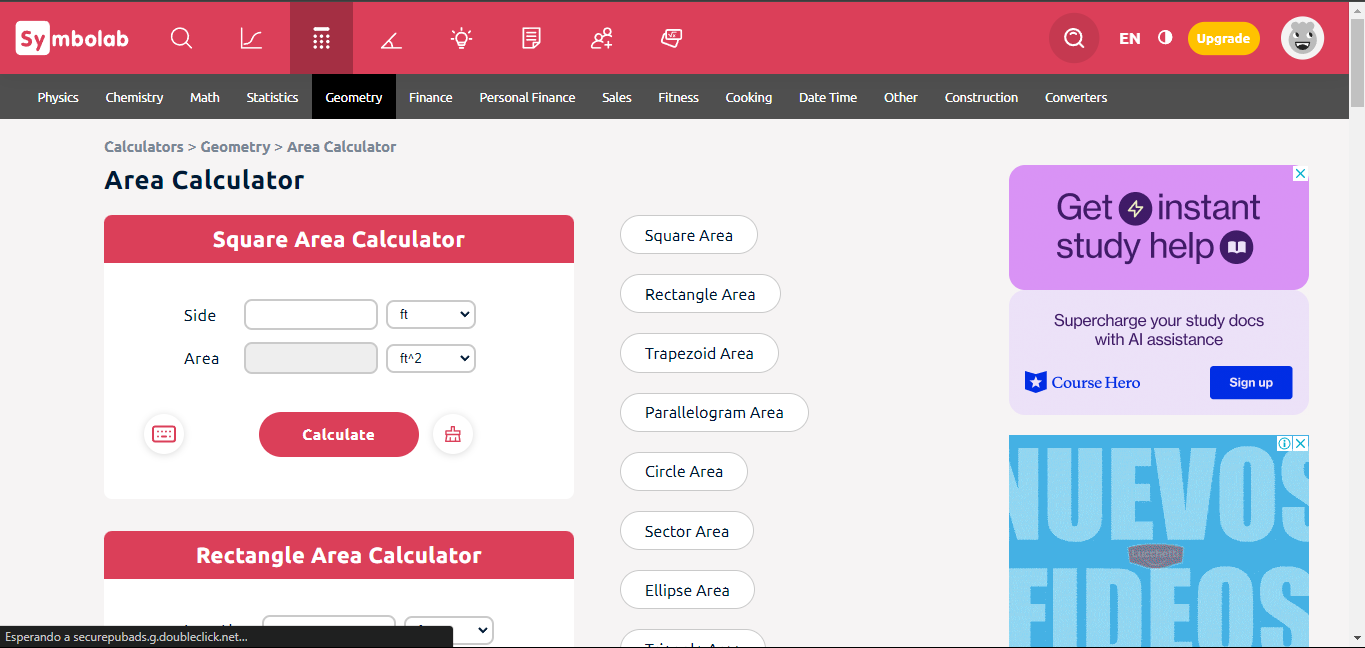 Symbolab
EN
Upgrade
Physics Chemistry Math Statistics Geometry Finance Personal Finance Sales Fitness Cooking Date Time Other Construction Converters
Calculators > Geometry > Area Calculator
Area Calculator
Square Area Calculator
Side
ft
Area
ft^2
Calculate
Rectangle Area Calculator
Square Area
Rectangle Area
Trapezoid Area
Parallelogram Area
Circle Area
Sector Area
Ellipse Area
Get instant
study help
Supercharge your study docs
with AI assistance
Course Hero
Sign up
NUEVOS
Lucchetti
FIDEOS
Esperando a securepubads.g.doubleclick.net...